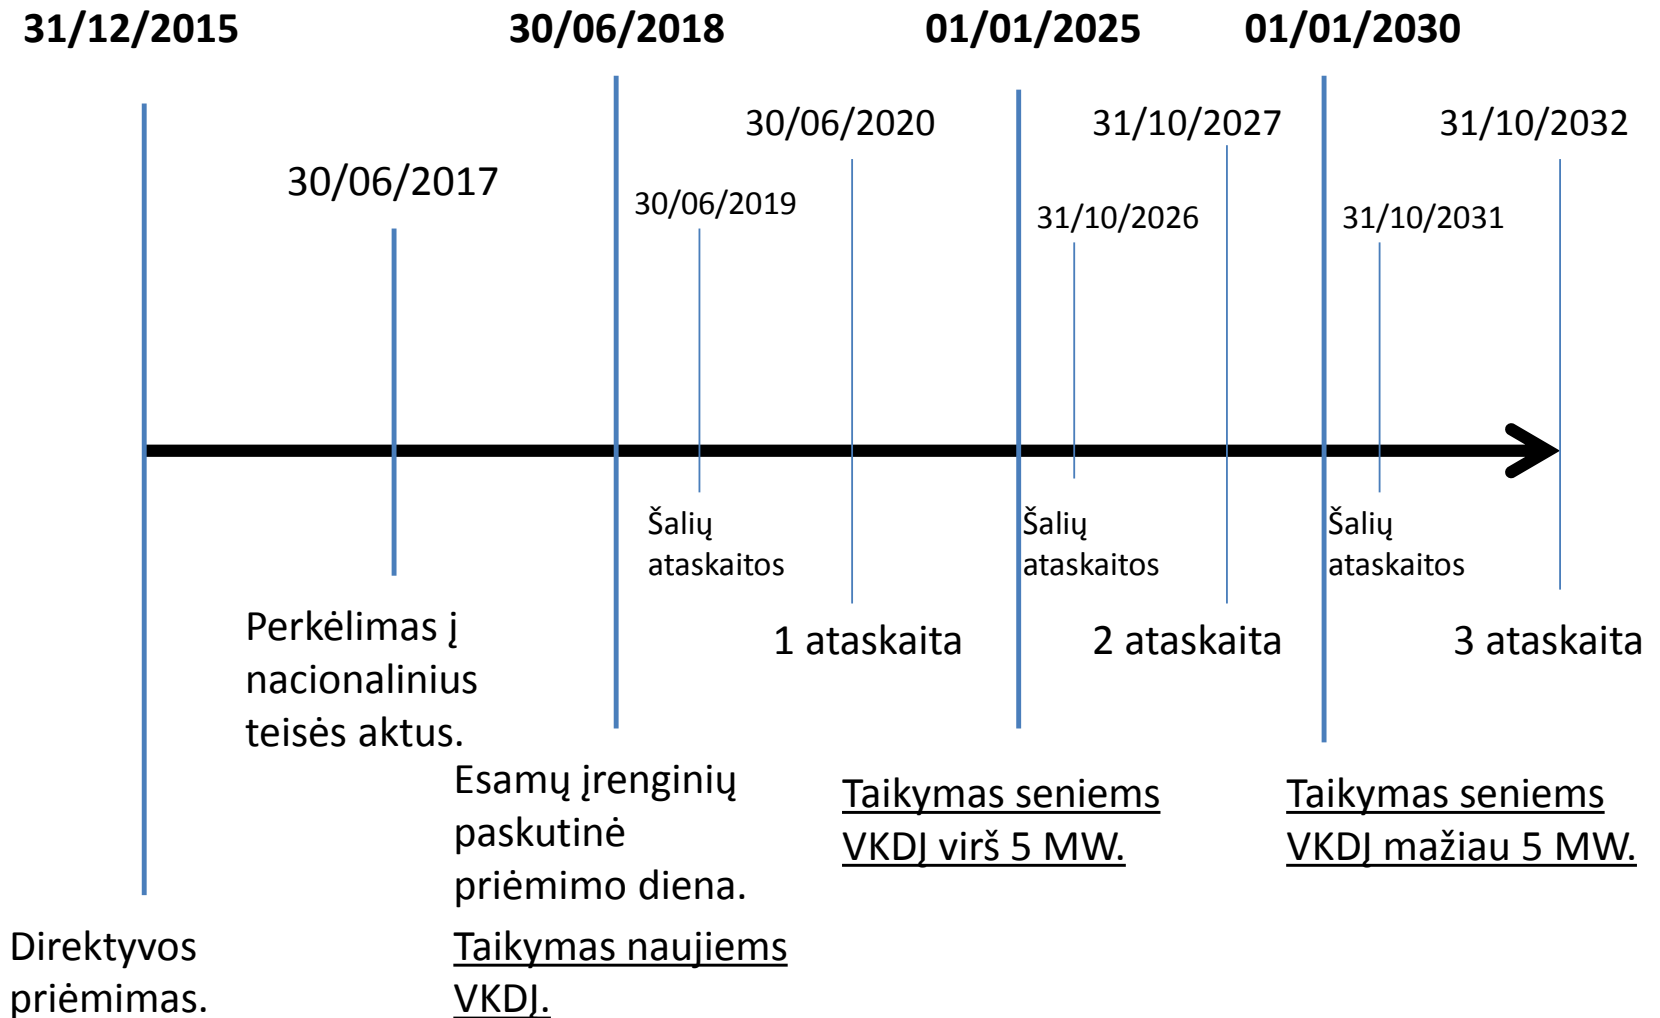 31/12/2015
30/06/2018
01/01/2025
01/01/2030
30/06/2020
31/10/2027
31/10/2032
30/06/2017
30/06/2019
31/10/2026
31/10/2031
Šalių
ataskaitos
Šalių
ataskaitos
Šalių
ataskaitos
Perkėlimas į
nacionalinius
teisės aktus.
1 ataskaita
2 ataskaita
3 ataskaita
Esamų įrenginių
paskutinė
priėmimo diena.
Taikymas naujiems
VKDĮ.
Taikymas seniems
VKDĮ virš 5 MW.
Taikymas seniems
VKDĮ mažiau 5 MW.
Direktyvos
priėmimas.